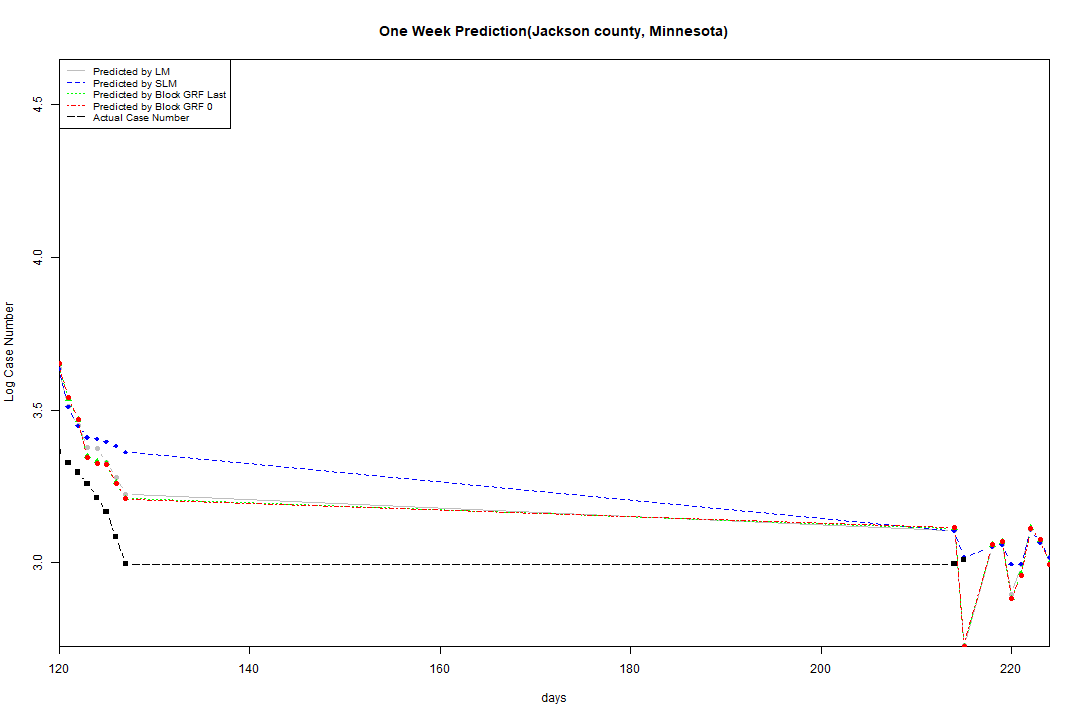 One Week Prediction(Jackson county, Minnesota)
Predicted by LM
Predicted by SLM
Predicted by Block GRF Last
Predicted by Block GRF 0
Actual Case Number
4.5
4.0
3.5
3.0
Log Case Number
120 140 160 180 200 220
days